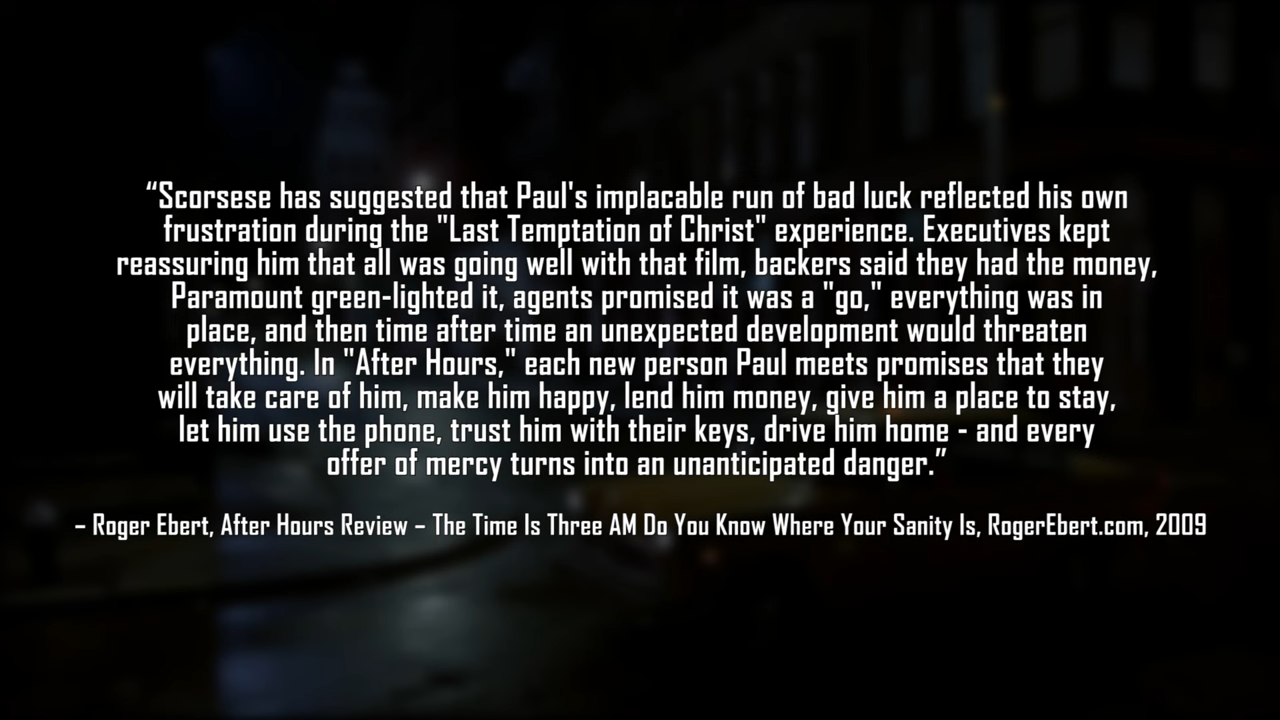 “Scorsese has suggested that Paul's implacable run of bad luck reflected his own
frustration during the "Last Temptation of Christ" experience. Executives kept
reassuring him that all was going well with that film, backers said they had the money,
Paramount green-lighted it, agents promised it was a "go," everything was in
place, and then time after time an unexpected development would threaten
everything. In "After Hours," each new person Paul meets promises that they
will take care of him, make him happy, lend him money, give him a place to stay,
let him use the phone, trust him with their keys, drive him home - and every
offer of mercy turns into an unanticipated danger.”
– Roger Ebert, After Hours Review – The Time Is Three AM Do You Know Where Your Sanity Is, RogerEbert.com, 2009